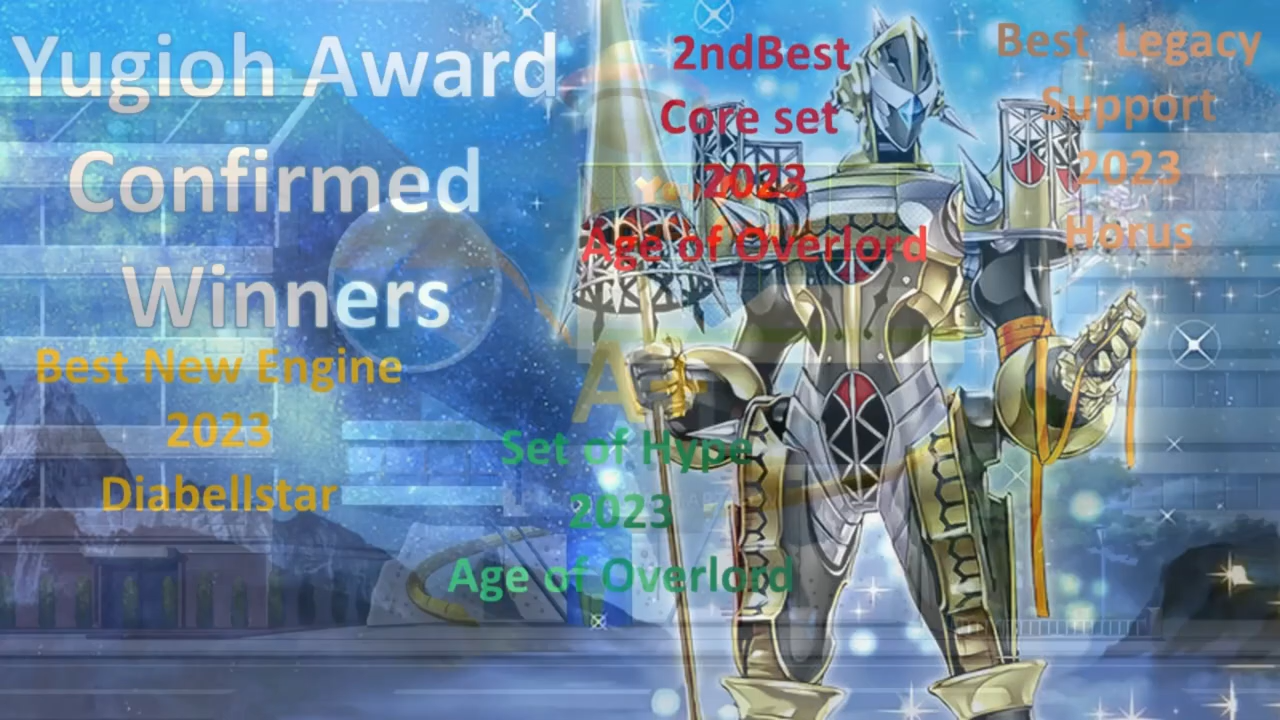 Yugioh Award
Confirmed
Winners
Best New Engine
2023
Diabellstar
2ndBest
Core set
2023
Age of Overlord
Best Legacy
Support
2023
Horus
A+
Set of Hype
2023
Age of Overlord